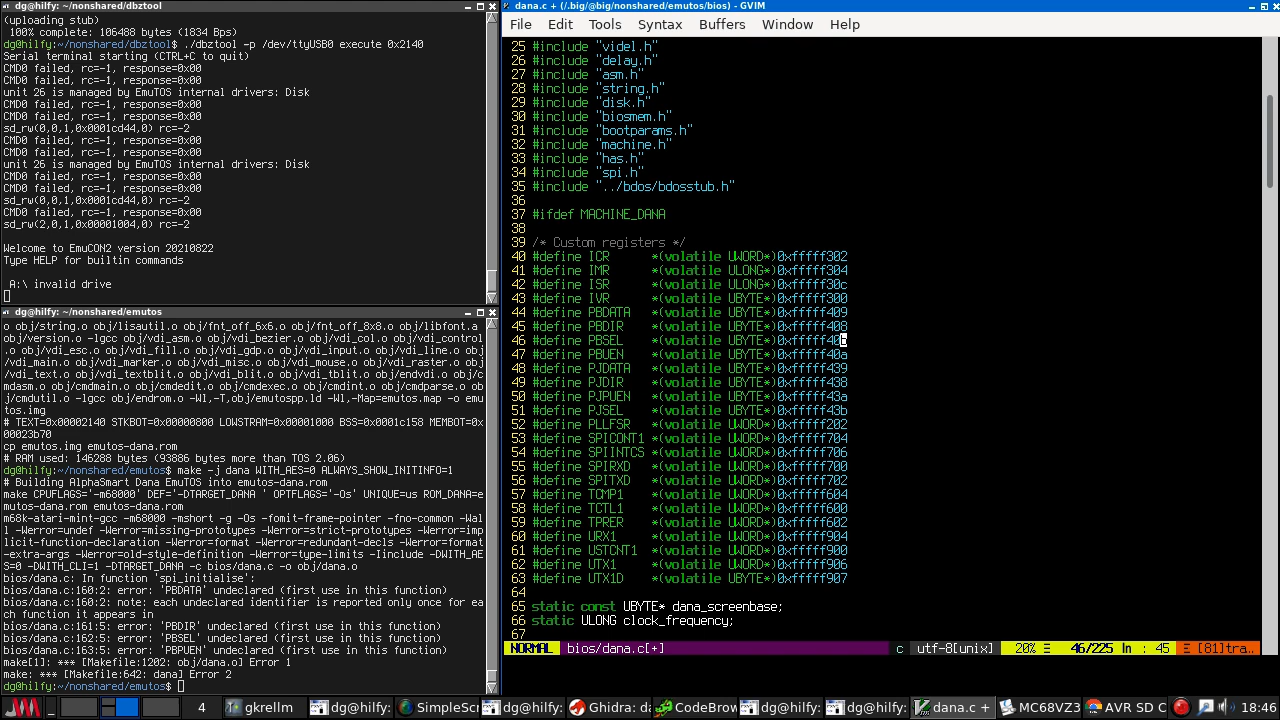 dg@hilfy:~/nonshared/dbztool
(uploading stub)
100% complete: 106488 bytes (1834 Bps)
dg@hilfy:~/nonshared/dbztool$ ./dbztool -p /dev/ttyUSB0 execute 0x2140
Serial terminal starting (CTRL+C to quit)
CMD0 failed, rc=-1, response=0x00
CMD0 failed, rc=-1, response=0x00
unit 26 is managed by EmuTOS internal drivers: Disk
CMD0 failed, rc=-1, response=0x00
CMD0 failed, rc=-1, response=0x00
sd_rw(0,0,1,0x0001cd44,0) rc=-2
CMD0 failed, rc=-1, response=0x00
CMD0 failed, rc=-1, response=0x00
unit 26 is managed by EmuTOS internal drivers: Disk
CMD0 failed, rc=-1, response=0x00
CMD0 failed, rc=-1, response=0x00
sd_rw(0,0,1,0x0001cd44,0) rc=-2
CMD0 failed, rc=-1, response=0x00
sd_rw(2,0,1,0x00001004,0) rc=-2
Welcome to EmuCON2 version 20210822
Type HELP for builtin commands
A:\ invalid drive
dg@hilfy:~/nonshared/emutos
o obj/string.o obj/lisautil.o obj/fnt_off_6x6.o obj/fnt_off_8x8.o obj/libfont.a
obj/version.o -lgcc obj/vdi_asm.o obj/vdi_bezier.o obj/vdi_col.o obj/vdi_control
.o obj/vdi_esc.o obj/vdi_fill.o obj/vdi_gdp.o obj/vdi_input.o obj/vdi_line.o obj
/vdi_main.o obj/vdi_marker.o obj/vdi_misc.o obj/vdi_mouse.o obj/vdi_raster.o obj
/vdi_text.o obj/vdi_textblit.o obj/vdi_tblit.o obj/endvdi.o obj/cmdasm.o obj/c
mdasm.o obj/cmdmain.o obj/cmdedit.o obj/cmdexec.o obj/cmdint.o obj/cmdparse.o ob
j/cmdutil.o -lgcc obj/endrom.o -Wl,-T,obj/emutospp.ld -Wl,-Map=emutos.map -o emu
tos.img
# TEXT=0x00002140 STKBOT=0x00000800 LOWSTRAM=0x00001000 BSS=0x0001c158 MEMBOT=0x
00023b70
cp emutos.img emutos-dana.rom
# RAM used: 146288 bytes (93886 bytes more than TOS 2.06)
dg@hilfy:~/nonshared/emutos$ make -j dana WITH_AES=0 ALWAYS_SHOW_INITINFO=1
# Building AlphaSmart Dana EmuTOS into emutos-dana.rom
make CPUFLAGS='-m68000' DEF='-DTARGET_DANA ' OPTFLAGS='-Os' UNIQUE=us ROM_DANA=e
mutos-dana.rom emutos-dana.rom
m68k-atari-mint-gcc -m68000 -mshort -g -Os -fomit-frame-pointer -fno-common -Wal
l -Werror=undef -Werror=missing-prototypes -Werror=strict-prototypes -Werror=imp
licit-function-declaration -Werror=format -Werror=redundant-decls -Werror=format
-extra-args -Werror=old-style-definition -Werror=type-limits -Iinclude -DWITH_AE
S=0 -DWITH_CLI=1 -DTARGET_DANA -c bios/dana.c -o obj/dana.o
bios/dana.c: In function 'spi_initialise':
bios/dana.c:160:2: error: 'PBDATA' undeclared (first use in this function)
bios/dana.c:160:2: note: each undeclared identifier is reported only once for ea
ch function it appears in
bios/dana.c:161:5: error: 'PBDIR' undeclared (first use in this function)
bios/dana.c:162:5: error: 'PBSEL' undeclared (first use in this function)
bios/dana.c:163:5: error: 'PBPUEN' undeclared (first use in this function)
make[1]: *** [Makefile:1202: obj/dana.o] Error 1
make: *** [Makefile:642: dana] Error 2
dg@hilfy:~/nonshared/emutos$
dana.c + (/.big/@big/nonshared/emutos/bios) - GVIM
File Edit Tools Syntax Buffers Window Help
25 #include "videl.h"
26 #include "delay.h"
27 #include "asm.h"
28 #include "string.h"
29 #include "disk.h"
30 #include "biosmem.h"
31 #include "bootparams.h"
32 #include "machine.h"
33 #include "has.h"
34 #include "spi.h"
35 #include "../bdos/bdosstub.h"
36
37 #ifdef MACHINE_DANA
38
39 /* Custom registers */
40 #define ICR *(volatile UWORD*)0xfffff302
41 #define IMR *(volatile ULONG*)0xfffff304
42 #define ISR *(volatile ULONG*)0xfffff30c
43 #define IVR *(volatile UBYTE*)0xfffff300
44 #define PBDATA *(volatile UBYTE*)0xfffff409
45 #define PBDIR *(volatile UBYTE*)0xfffff408
46 #define PBSEL *(volatile UBYTE*)0xfffff40b
47 #define PBUEN *(volatile UBYTE*)0xfffff40a
48 #define PJDATA *(volatile UBYTE*)0xfffff439
49 #define PJDIR *(volatile UBYTE*)0xfffff438
50 #define PJPUEN *(volatile UBYTE*)0xfffff43a
51 #define PJSEL *(volatile UBYTE*)0xfffff43b
52 #define PLLFSR *(volatile UWORD*)0xfffff202
53 #define SPICONT1 *(volatile UWORD*)0xfffff704
54 #define SPIINTCS *(volatile UWORD*)0xfffff706
55 #define SPIRXD *(volatile UWORD*)0xfffff700
56 #define SPITXD *(volatile UWORD*)0xfffff702
57 #define TCMP1 *(volatile UWORD*)0xfffff604
58 #define TCTL1 *(volatile UWORD*)0xfffff600
59 #define TPRER *(volatile UWORD*)0xfffff602
60 #define URX1 *(volatile UWORD*)0xfffff904
61 #define USTCNT1 *(volatile UWORD*)0xfffff900
62 #define UTX1 *(volatile UWORD*)0xfffff906
63 #define UTX1D *(volatile UBYTE*)0xfffff907
64
65 static const UBYTE* dana_screenbase;
66 static ULONG clock_frequency;
67
NORMAL bios/dana.c[+] c utf-8[unix] 20% ☰ 46/225 ln : 45 Ξ [81]tra..
4 gkrellm dg@hilfy: SimpleSc dg@hilfy: Ghidra: da CodeBrow dg@hilfy: dg@hilfy: dana.c + MC68VZ3 AVR SD C 18:46